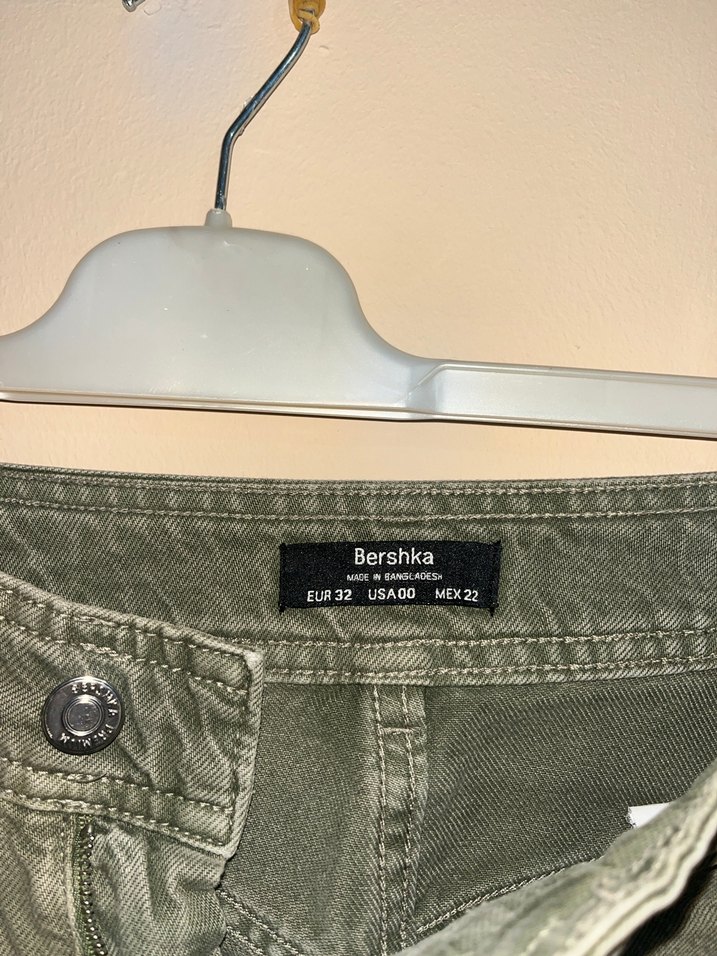 Bershka
MADE IN BANGLADESH
EUR 32 USA 00 MEX 22